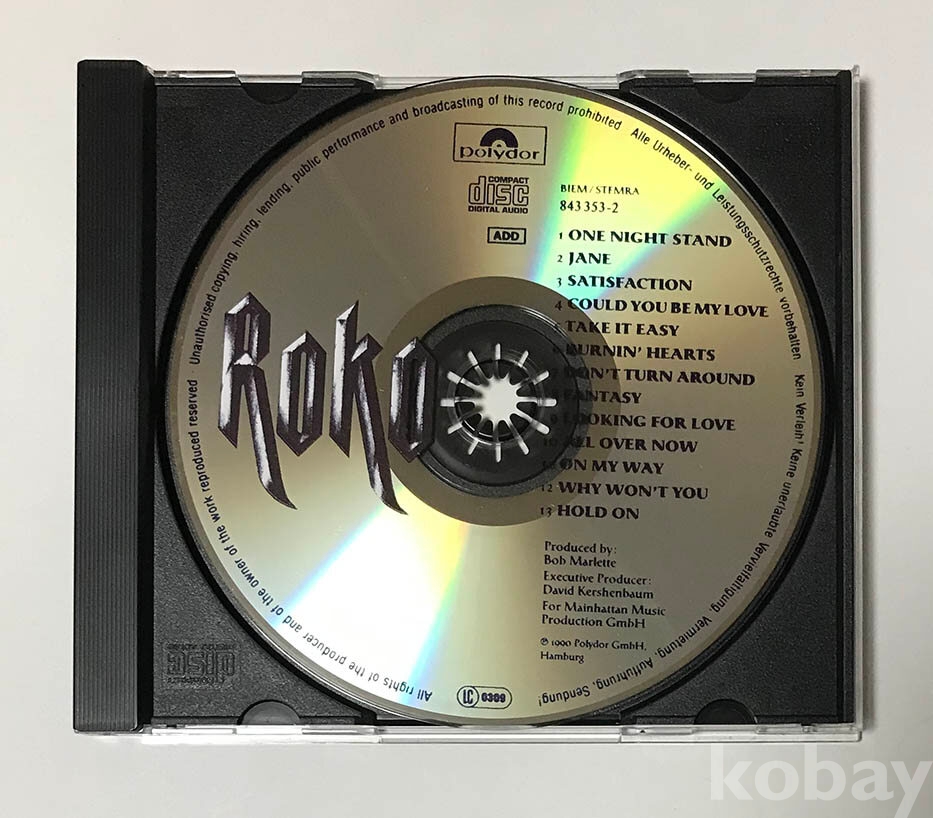 Unauthorised copying, hiring, lending, public performance and broadcasting of this record prohibited
Alle Urheber- und Leistungsschutzrechte vorbehalten
Kein Verleih! Keine unerlaubte Vervielfältigung, Vermietung, Aufführung, Sendung!
All rights of the producer and of the owner of the work reproduced reserved
polydor
COMPACT
disc
DIGITAL AUDIO
ADD
BIEM/STEMRA
843 353-2
1 ONE NIGHT STAND
2 JANE
3 SATISFACTION
4 COULD YOU BE MY LOVE
TAKE IT EASY
BURNIN' HEARTS
DON'T TURN AROUND
FANTASY
LOOKING FOR LOVE
10 ALL OVER NOW
ON MY WAY
12 WHY WON'T YOU
13 HOLD ON
Roko
Produced by:
Bob Marlette
Executive Producer:
David Kershenbaum
For Mainhattan Music
Production GmbH
℗ 1990 Polydor GmbH,
Hamburg
LC 0309
disc
kobay